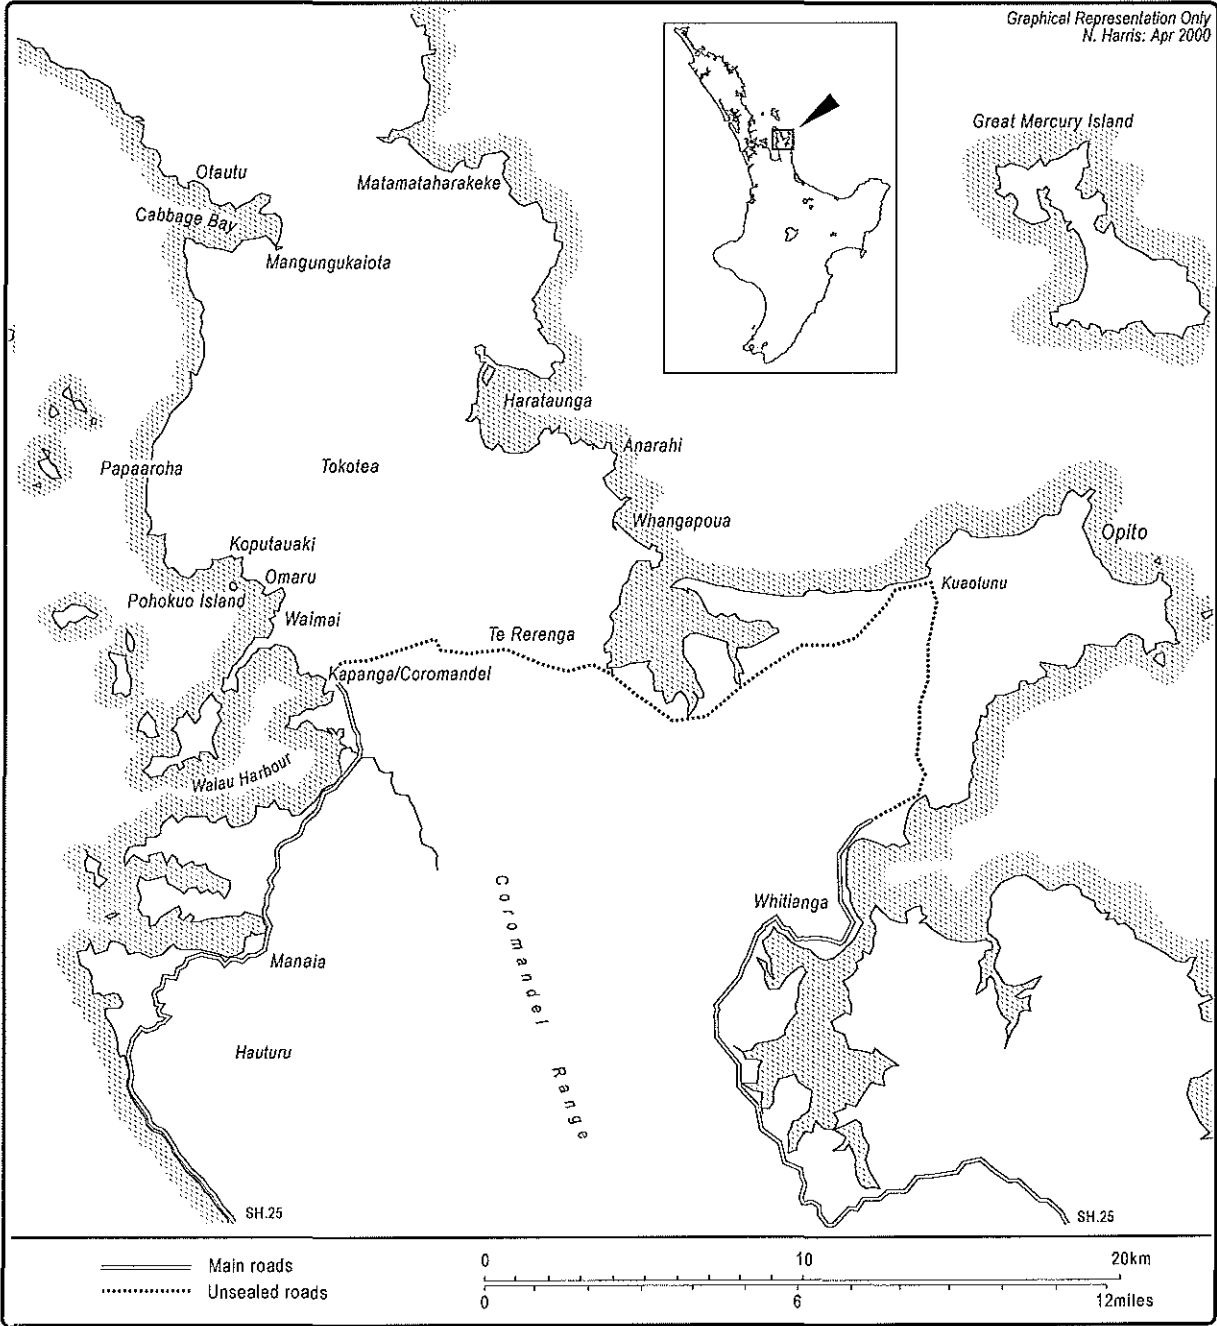 Graphical Representation Only
N. Harris: Apr 2000
Great Mercury Island
Otautu
Matamataharakeke
Cabbage Bay
Mangungukaiota
Harataunga
Anarahi
Papaaroha
Tokotea
Whangapoua
Opito
Koputauaki
Omaru
Kuaotunu
Pohokuo Island
Waimai
Te Rerenga
Kapanga/Coromandel
Waiau Harbour
Coromandel Range
Whitianga
Manaia
Hauturu
SH.25
SH.25
Main roads
Unsealed roads
0 10 20km
0 6 12miles